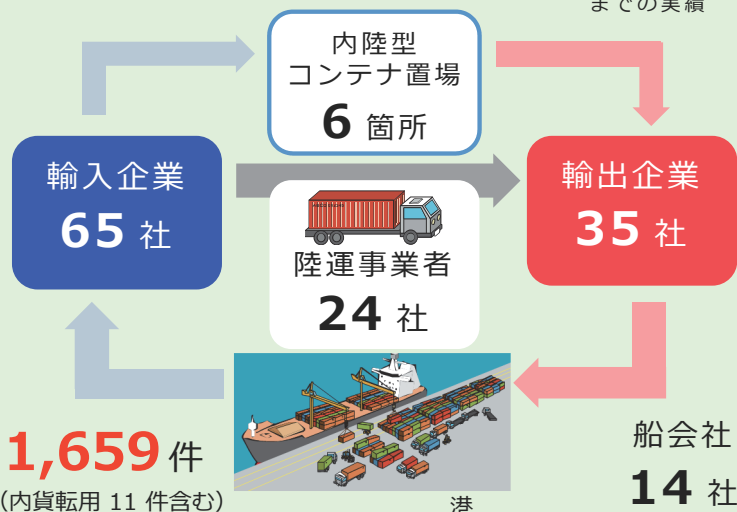 までの実績
内陸型
コンテナ置場
6 箇所
輸入企業
65 社
輸出企業
35 社
陸運事業者
24 社
1,659 件
(内貨転用 11 件含む)
港
船会社
14 社